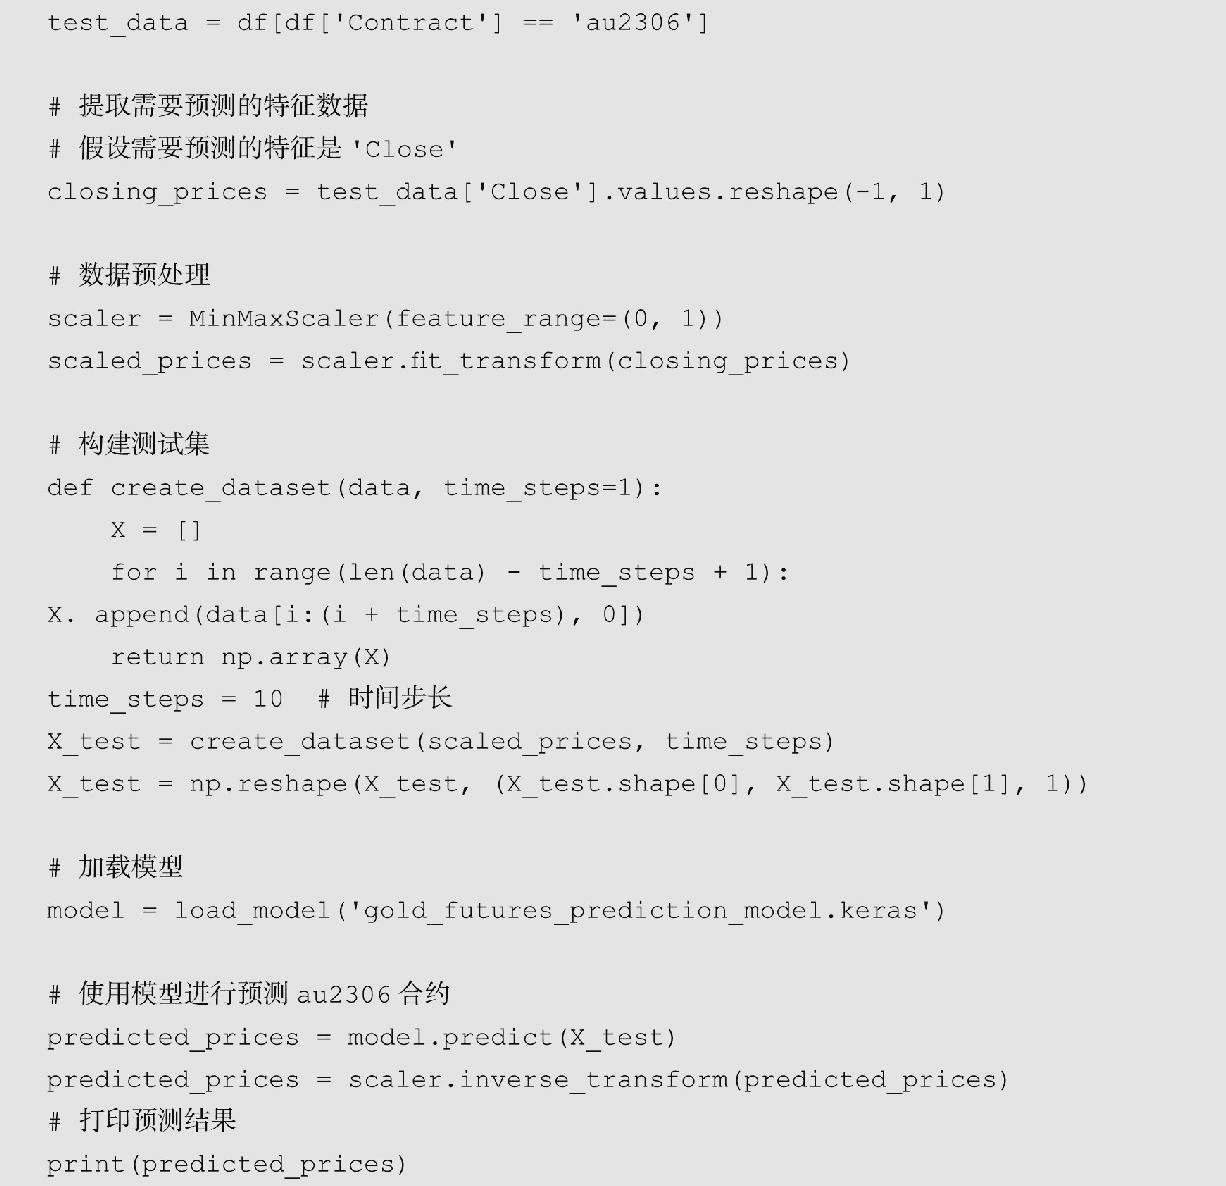 test_data = df[df['Contract'] == 'au2306']
# 提取需要预测的特征数据
# 假设需要预测的特征是 'Close'
closing_prices = test_data['Close'].values.reshape(-1, 1)
# 数据预处理
scaler = MinMaxScaler(feature_range=(0, 1))
scaled_prices = scaler.fit_transform(closing_prices)
# 构建测试集
def create_dataset(data, time_steps=1):
    X = []
    for i in range(len(data) - time_steps + 1):
X. append(data[i:(i + time_steps), 0])
    return np.array(X)
time_steps = 10  # 时间步长
X_test = create_dataset(scaled_prices, time_steps)
X_test = np.reshape(X_test, (X_test.shape[0], X_test.shape[1], 1))
# 加载模型
model = load_model('gold_futures_prediction_model.keras')
# 使用模型进行预测 au2306 合约
predicted_prices = model.predict(X_test)
predicted_prices = scaler.inverse_transform(predicted_prices)
# 打印预测结果
print(predicted_prices)